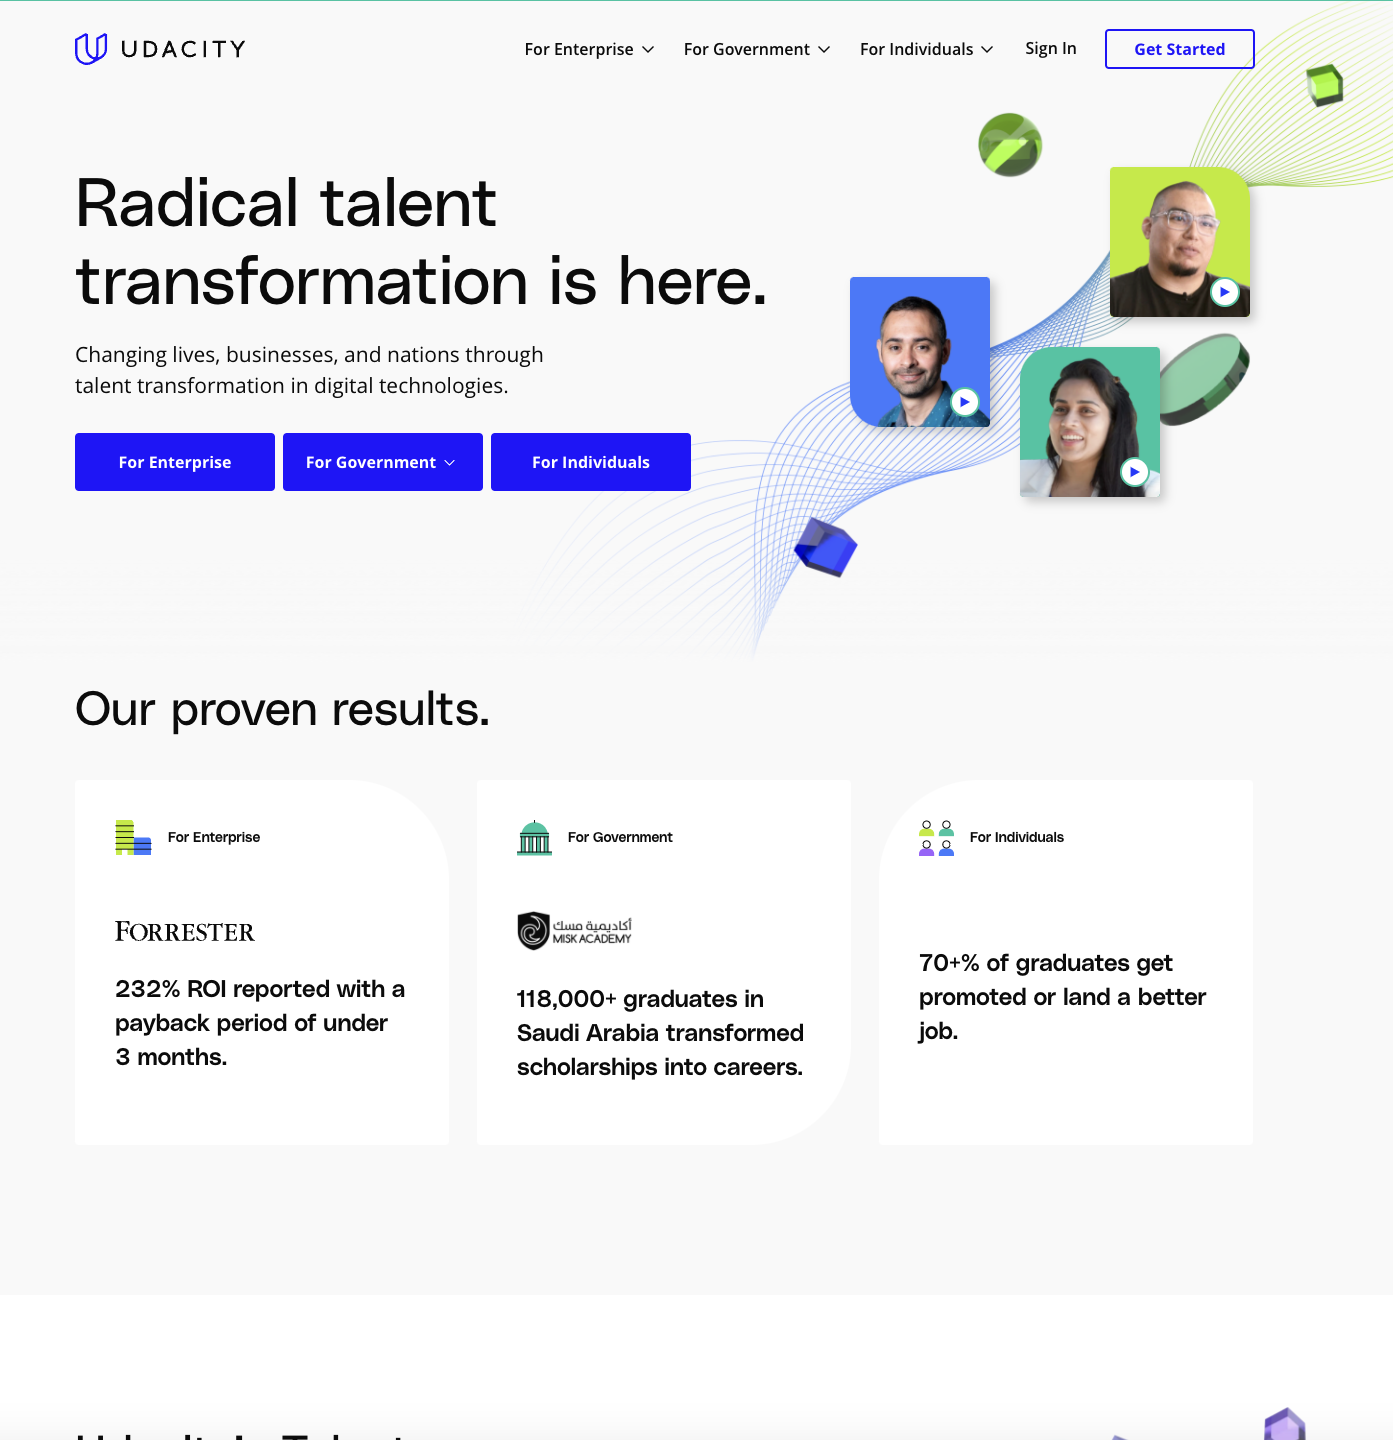 UDACITY
For Enterprise
For Government
For Individuals
Sign In
Get Started
Radical talent
transformation is here.
Changing lives, businesses, and nations through
talent transformation in digital technologies.
For Enterprise
For Government
For Individuals
Our proven results.
For Enterprise
FORRESTER
232% ROI reported with a
payback period of under
3 months.
For Government
أكاديمية مسك
MISK ACADEMY
118,000+ graduates in
Saudi Arabia transformed
scholarships into careers.
For Individuals
70+% of graduates get
promoted or land a better
job.